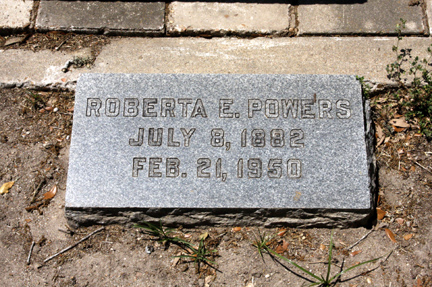 ROBERTA E. POWERS
JULY 8, 1882
FEB. 21, 1950